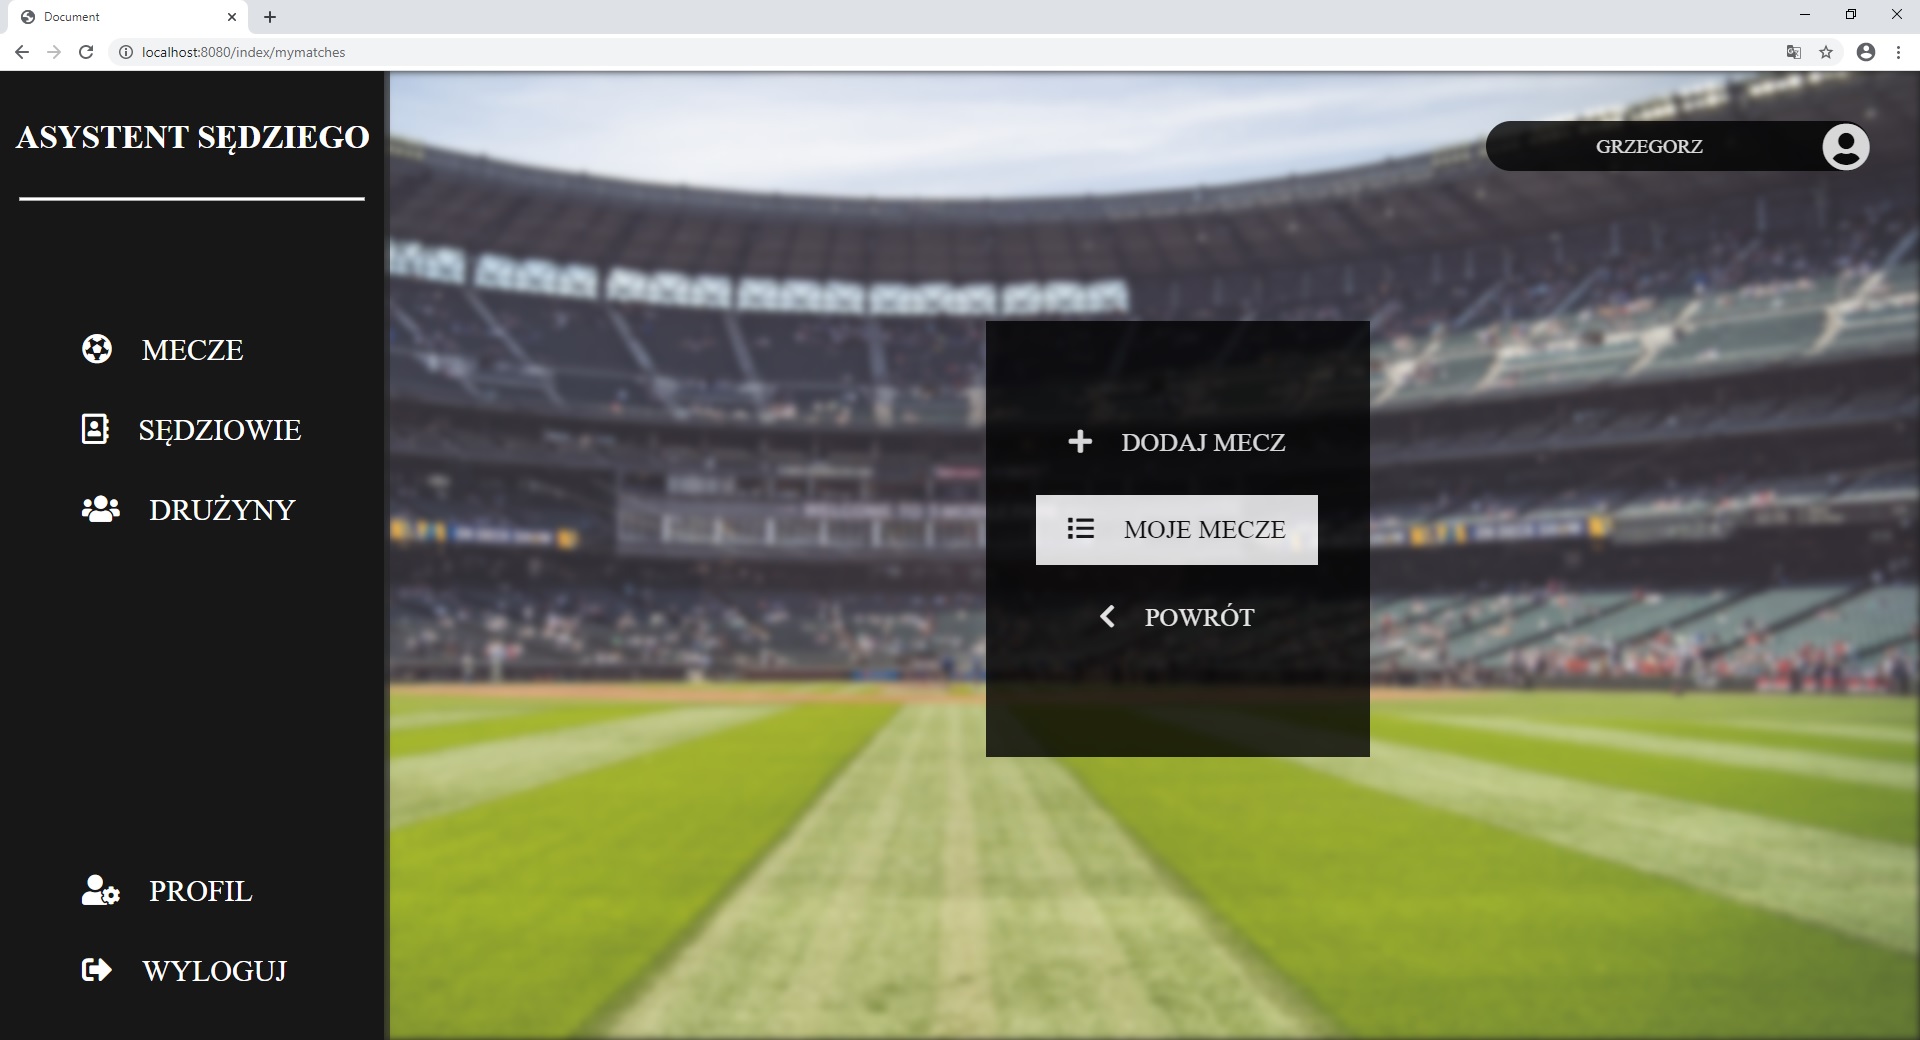 Document
localhost:8080/index/mymatches
ASYSTENT SĘDZIEGO
GRZEGORZ
MECZE
SĘDZIOWIE
DRUŻYNY
DODAJ MECZ
MOJE MECZE
POWRÓT
PROFIL
WYLOGUJ